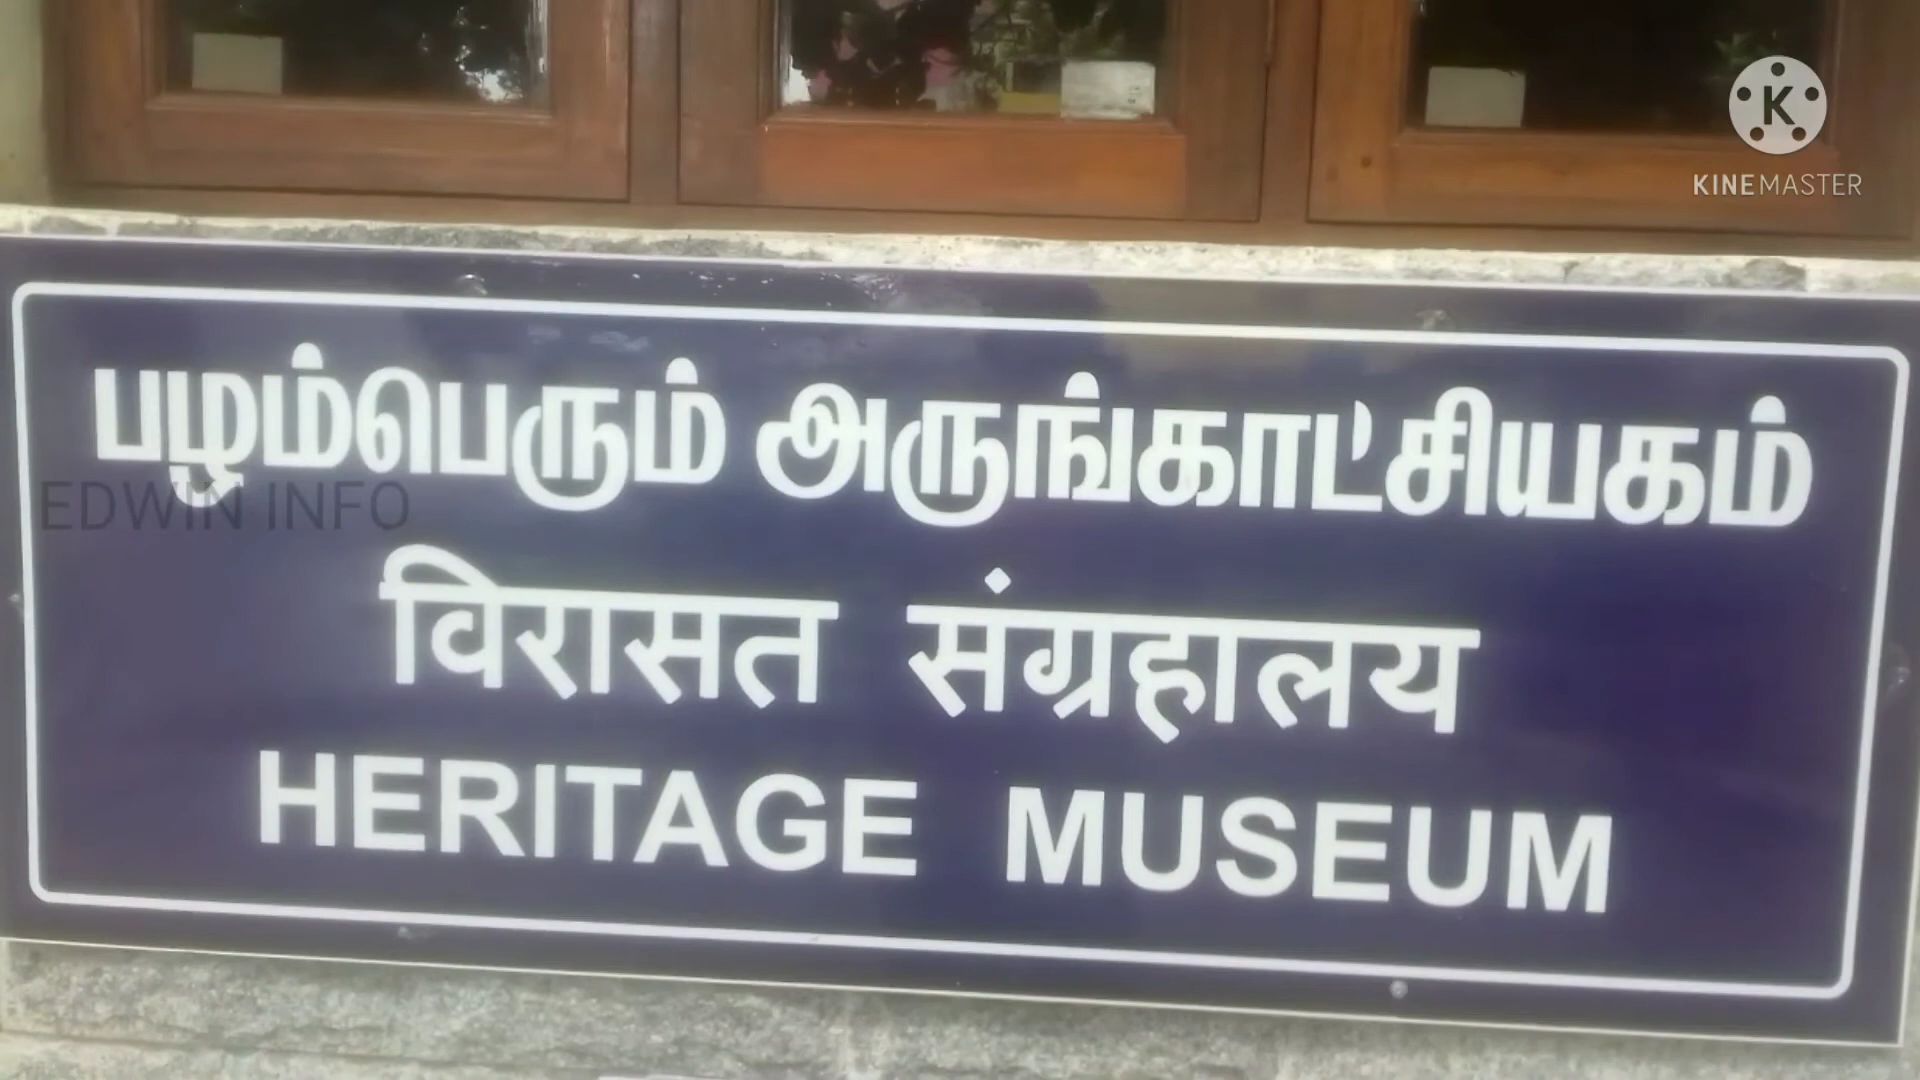 KINEMASTER
பழம்பெரும் அருங்காட்சியகம்
EDWIN INFO
विरासत संग्रहालय
HERITAGE MUSEUM